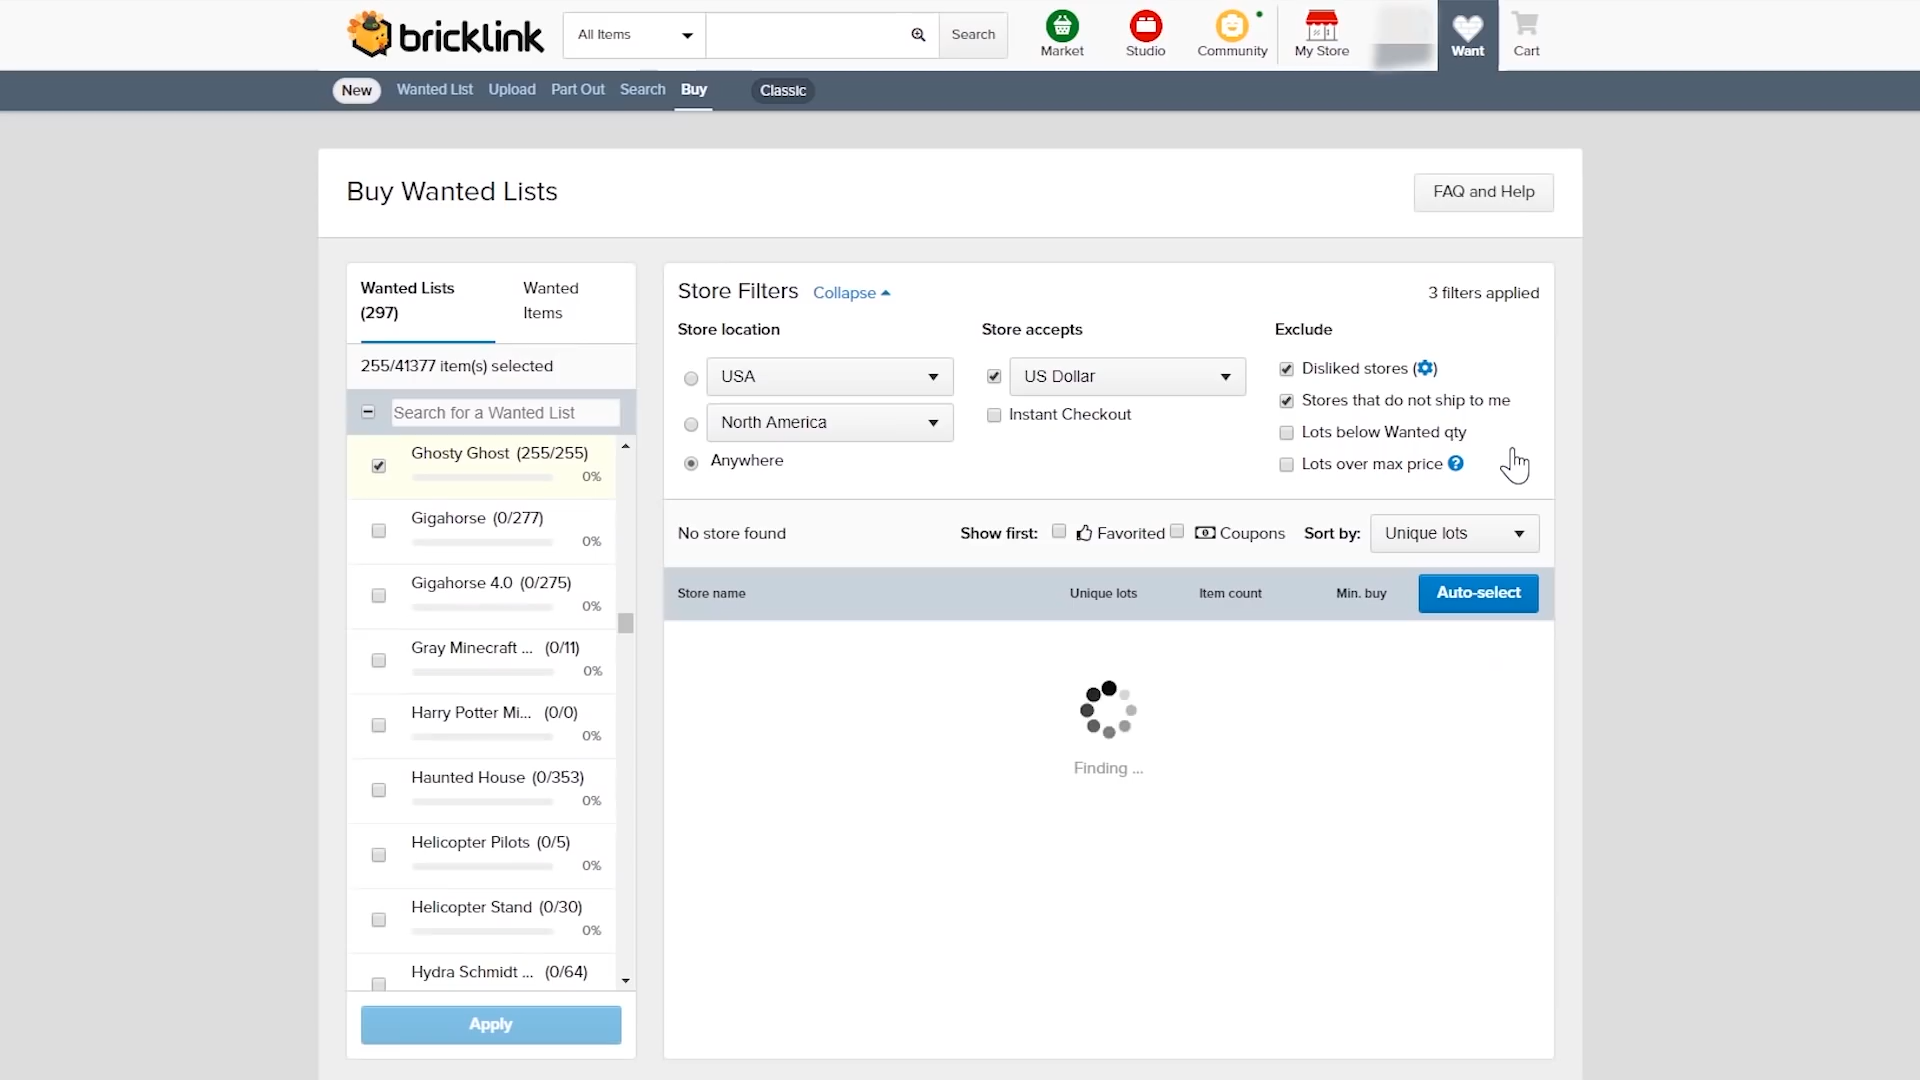 bricklink
All Items
Search
Market
Studio
Community
My Store
Want
Cart
New Wanted List Upload Part Out Search Buy Classic
Buy Wanted Lists
FAQ and Help
Wanted Lists
(297)
Wanted
Items
255/41377 item(s) selected
Search for a Wanted List
Ghosty Ghost (255/255)
0%
Gigahorse (0/277)
0%
Gigahorse 4.0 (0/275)
0%
Gray Minecraft ... (0/11)
0%
Harry Potter Mi... (0/0)
0%
Haunted House (0/353)
0%
Helicopter Pilots (0/5)
0%
Helicopter Stand (0/30)
0%
Hydra Schmidt ... (0/64)
Apply
Store Filters Collapse
3 filters applied
Store location
USA
North America
Anywhere
Store accepts
US Dollar
Instant Checkout
Exclude
Disliked stores ( )
Stores that do not ship to me
Lots below Wanted qty
Lots over max price ?
No store found
Show first: Favorited Coupons Sort by: Unique lots
Store name Unique lots Item count Min. buy Auto-select
Finding ...